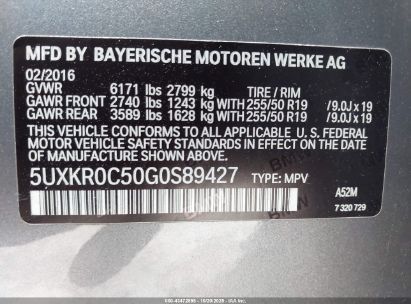 MFD BY BAYERISCHE MOTOREN WERKE AG
02/2016
GVWR 6171 lbs 2799 kg TIRE / RIM
GAWR FRONT 2740 lbs 1243 kg WITH 255/50 R19 /9.0J x 19
GAWR REAR 3589 lbs 1628 kg WITH 255/50 R19 /9.0J x 19
THIS VEHICLE CONFORMS TO ALL APPLICABLE U. S. FEDERAL
MOTOR VEHICLE SAFETY STANDARDS IN EFFECT ON THE
DATE OF MANUFACTURE SHOWN ABOVE.
5UXKR0C50G0S89427 TYPE: MPV
A52M
7 320 729